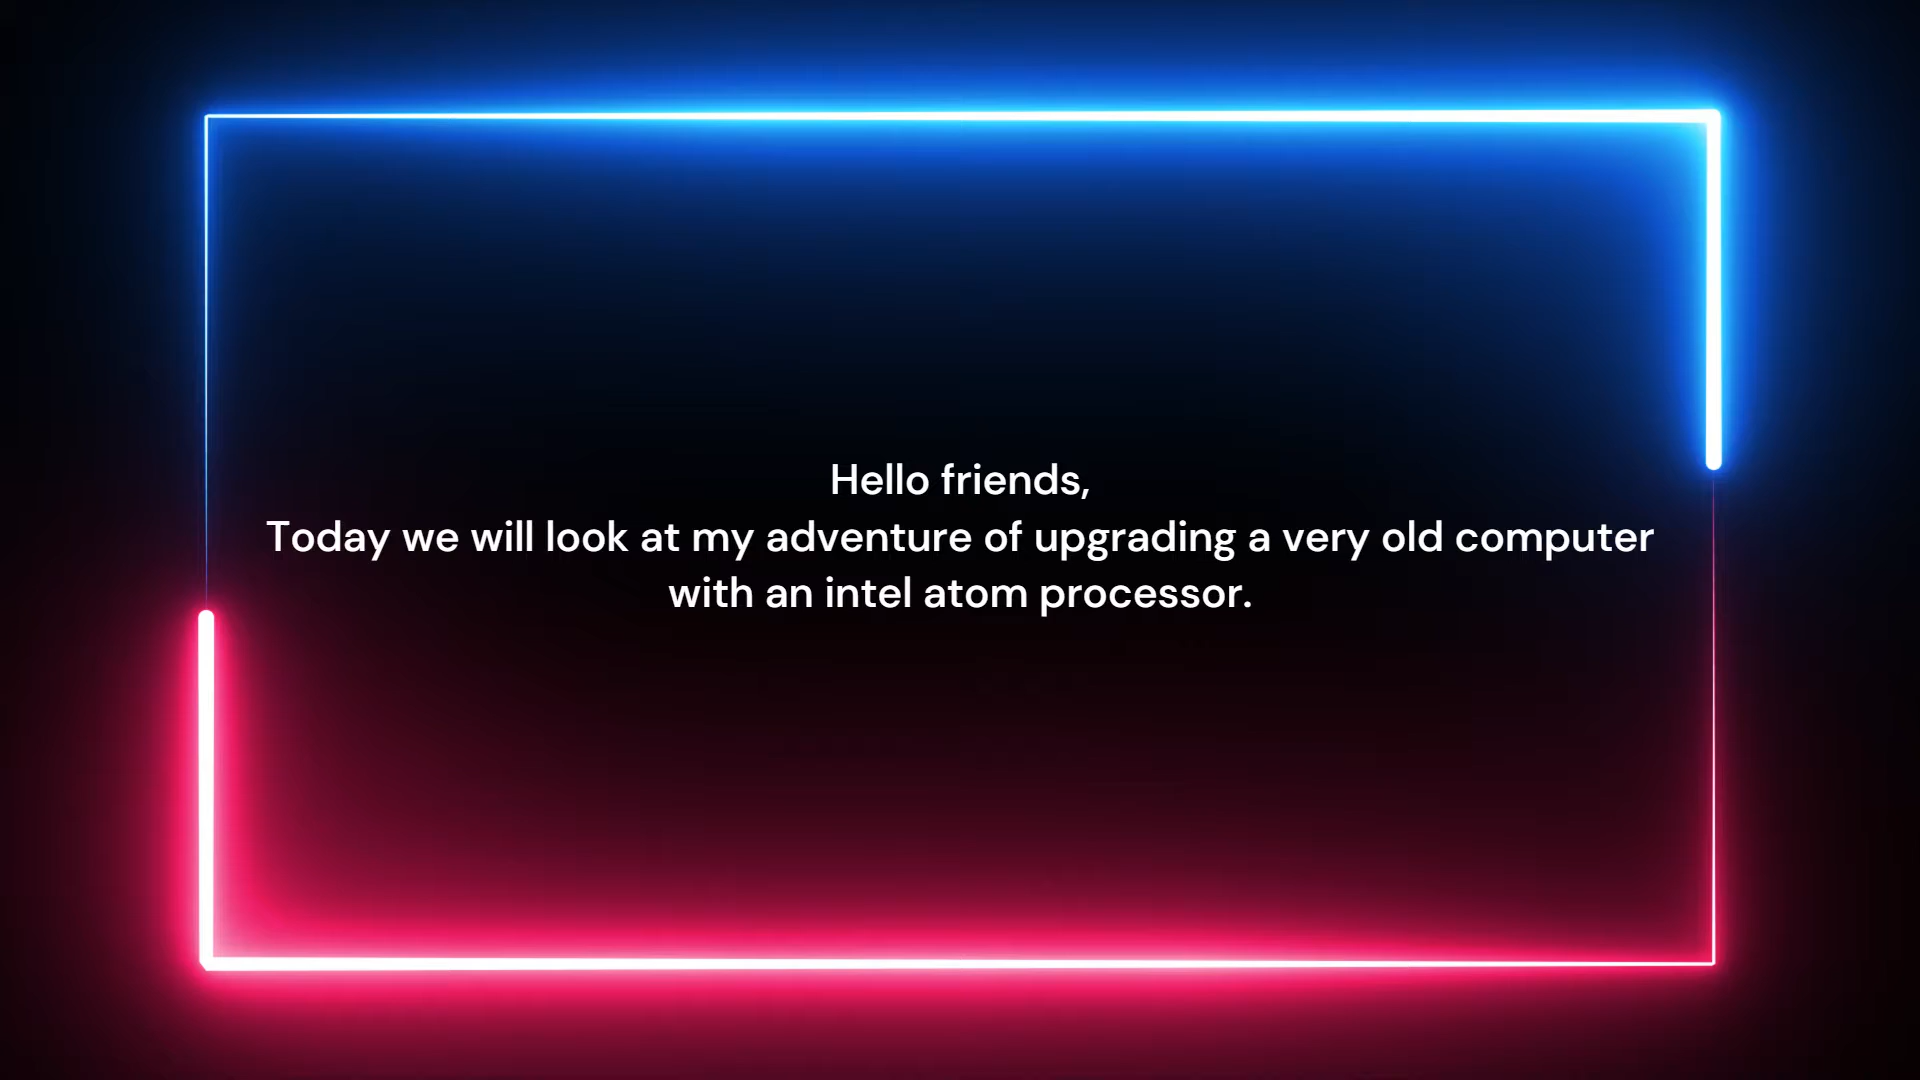 Hello friends,
Today we will look at my adventure of upgrading a very old computer
with an intel atom processor.